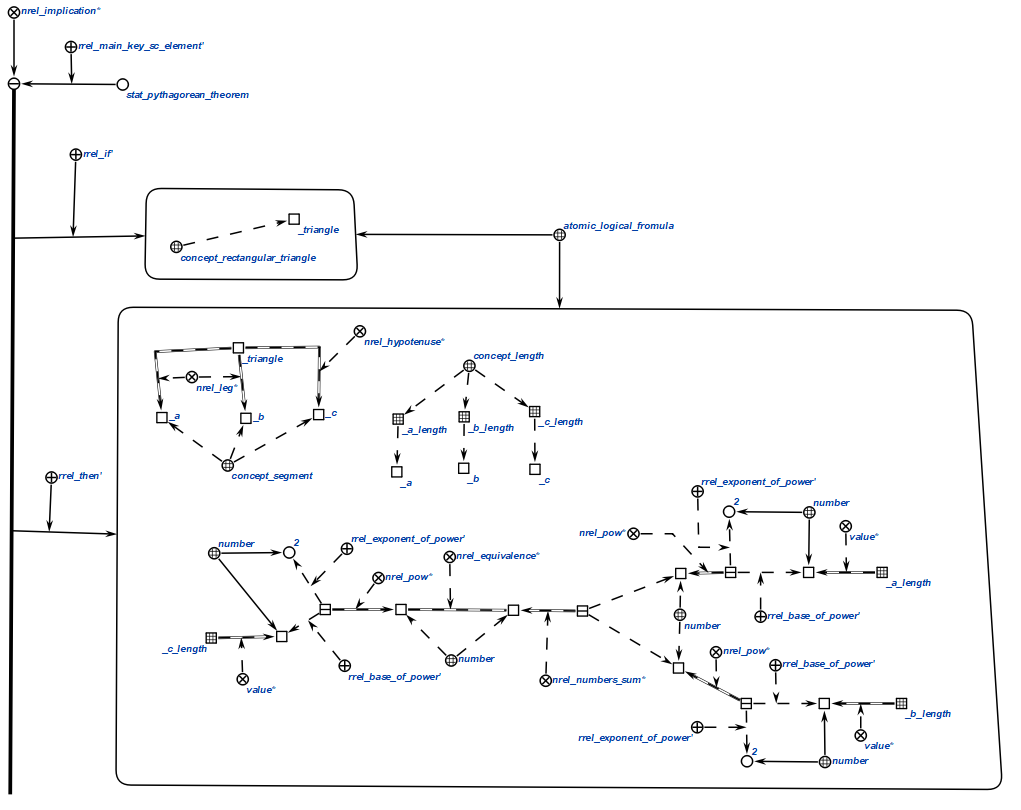 nrel_implication*
rrel_main_key_sc_element'
stat_pythagorean_theorem
rrel_if'
_triangle
concept_rectangular_triangle
atomic_logical_fromula
nrel_hypotenuse*
_triangle
concept_length
nrel_leg*
_a
_b
_c
_a_length
_b_length
_c_length
concept_segment
_a
_b
_c
rrel_then'
rrel_exponent_of_power'
2
number
nrel_pow*
value*
number
2
rrel_exponent_of_power'
nrel_equivalence*
nrel_pow*
_a_length
rrel_base_of_power'
number
_c_length
number
nrel_pow*
rrel_base_of_power'
rrel_base_of_power'
nrel_numbers_sum*
value*
_b_length
rrel_exponent_of_power'
value*
2
number